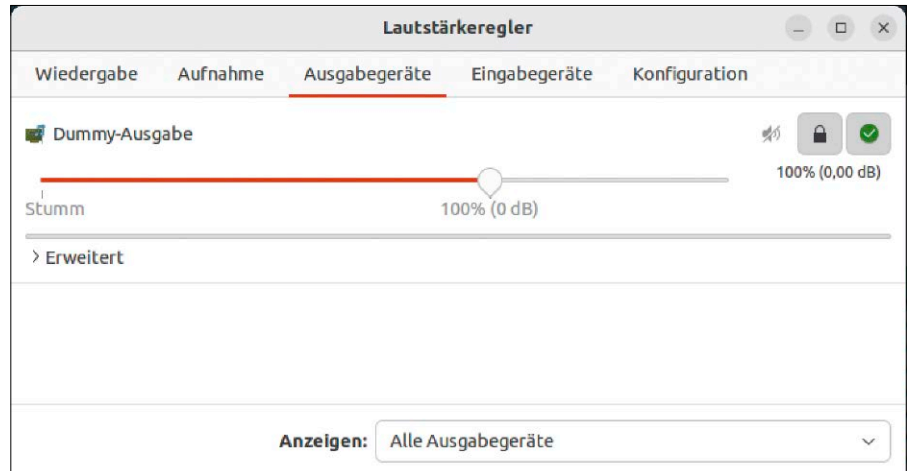 Lautstärkeregler
Wiedergabe Aufnahme Ausgabegeräte Eingabegeräte Konfiguration
Dummy-Ausgabe
100% (0,00 dB)
Stumm 100% (0 dB)
Erweitert
Anzeigen: Alle Ausgabegeräte